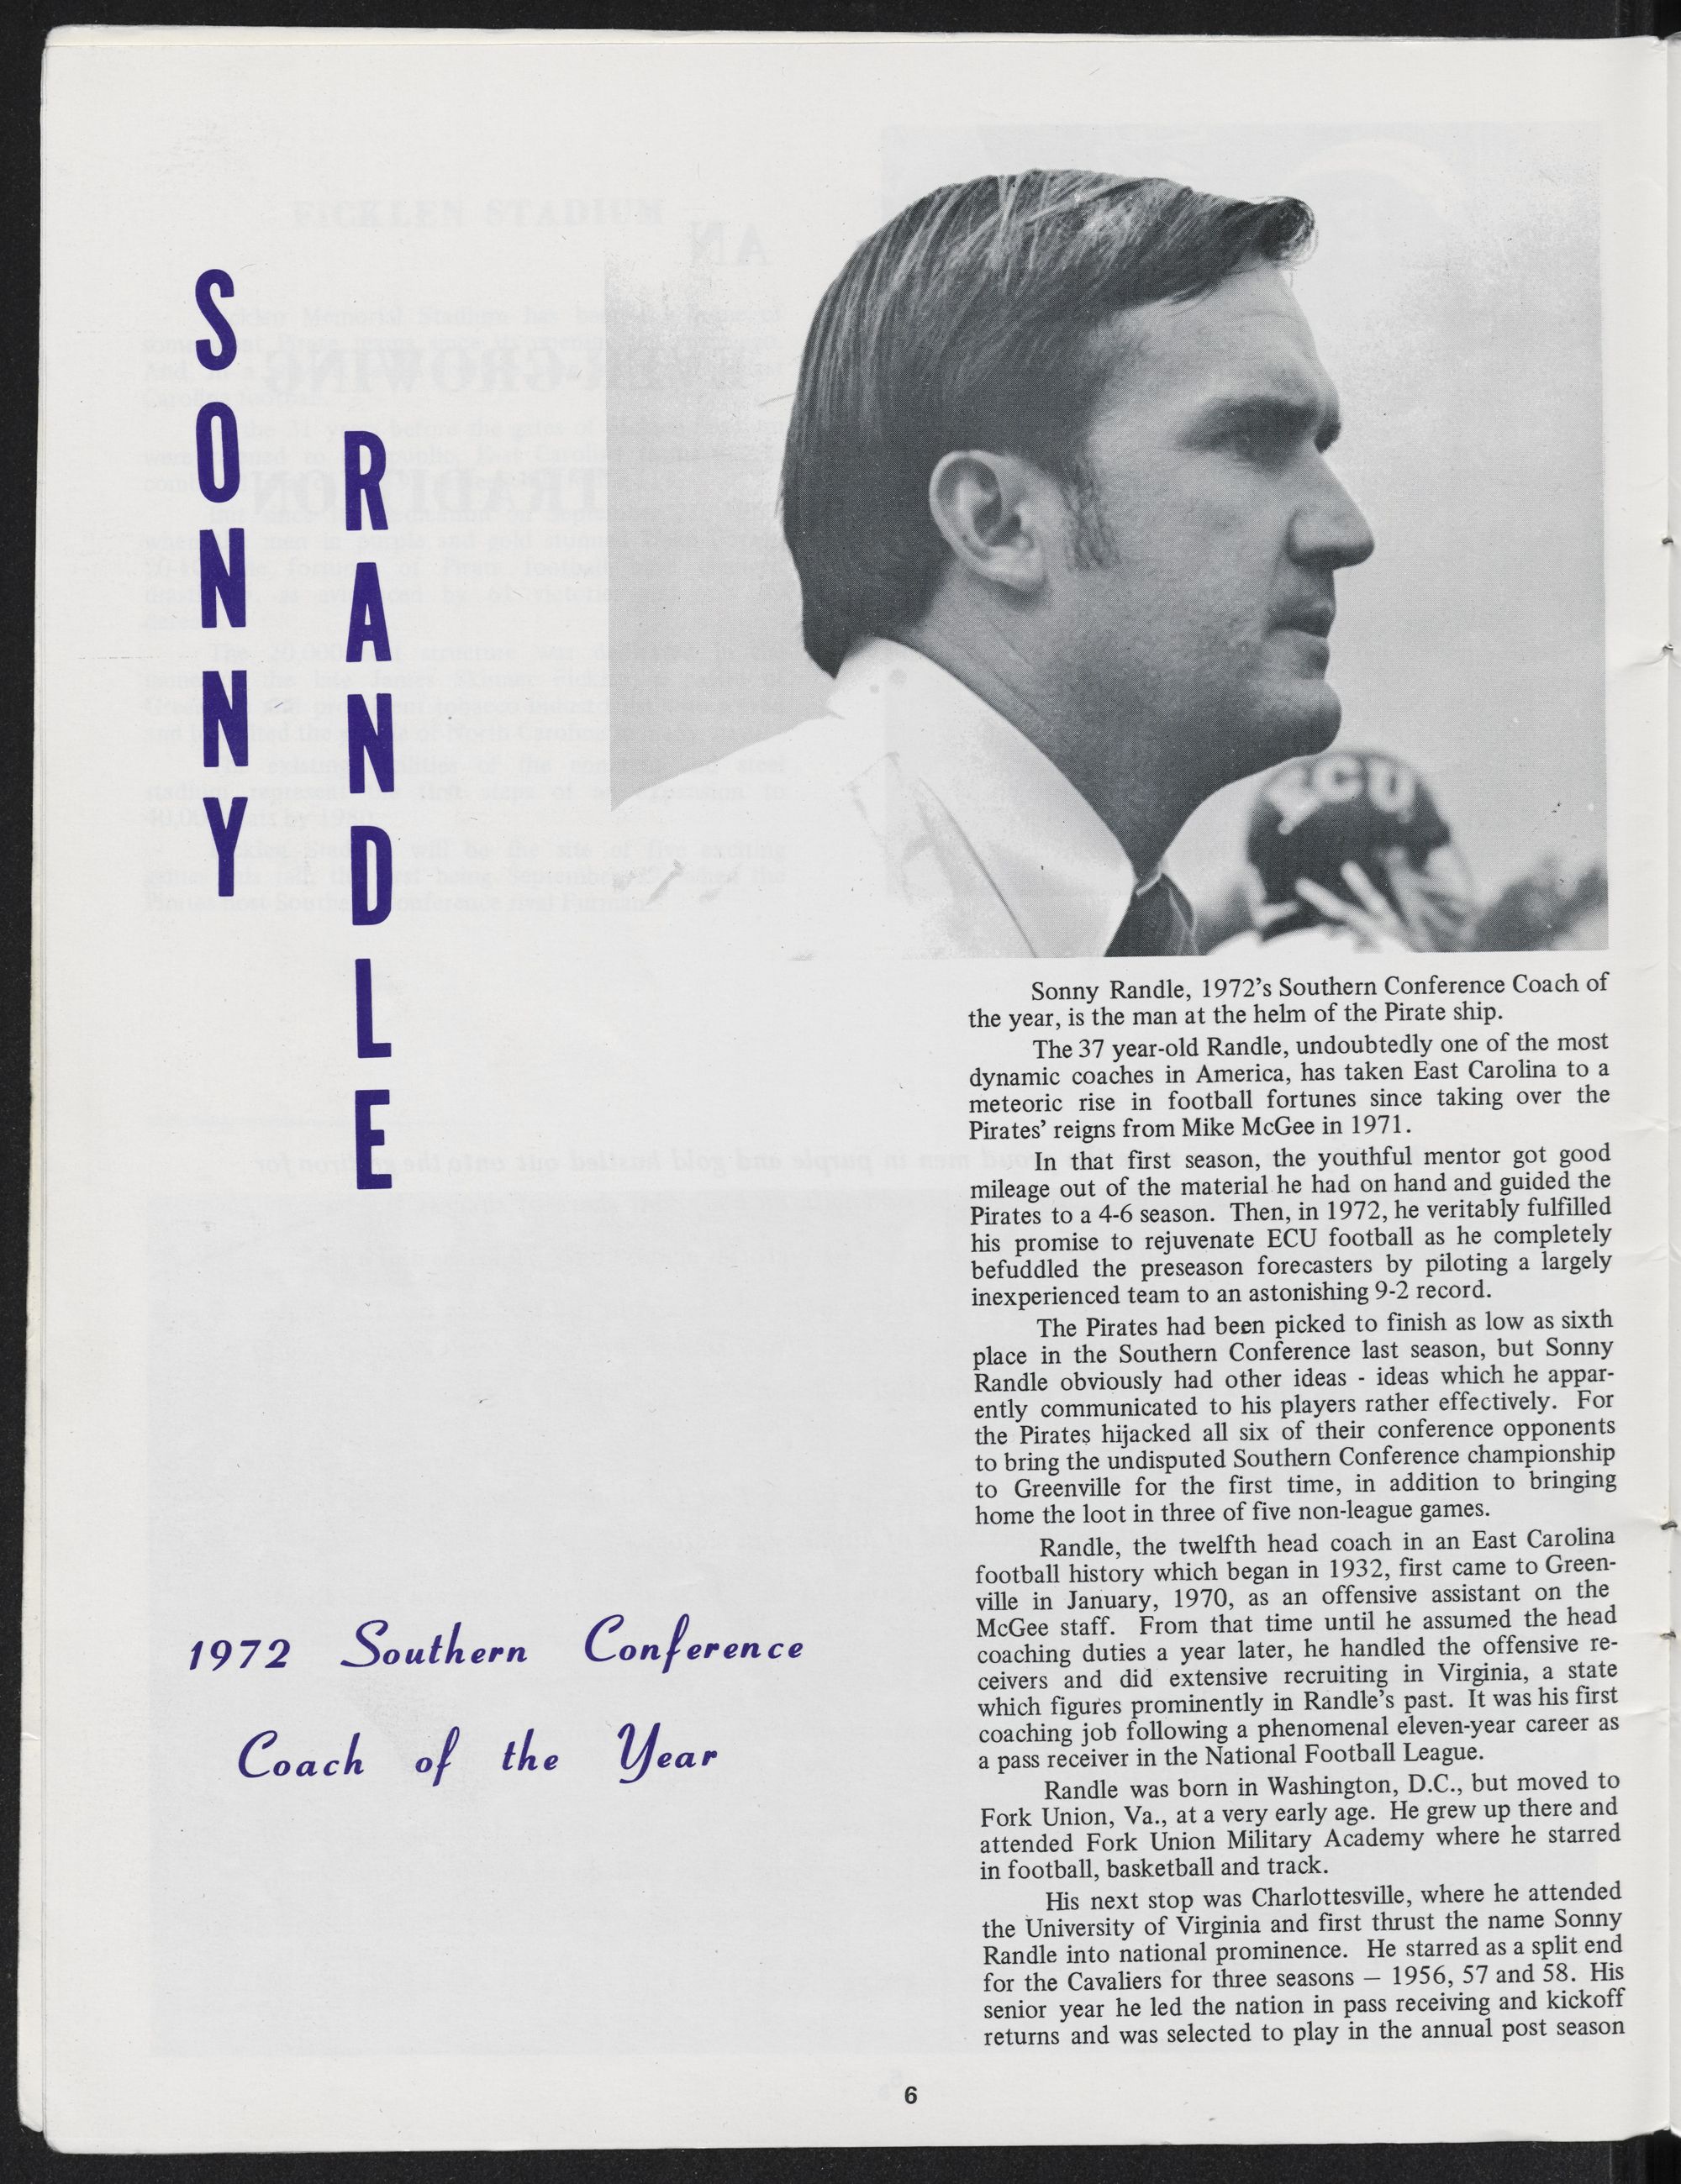 SONNY
RANDLE
ECU
Sonny Randle, 1972's Southern Conference Coach of
the year, is the man at the helm of the Pirate ship.
The 37 year-old Randle, undoubtedly one of the most
dynamic coaches in America, has taken East Carolina to a
meteoric rise in football fortunes since taking over the
Pirates' reigns from Mike McGee in 1971.
In that first season, the youthful mentor got good
mileage out of the material he had on hand and guided the
Pirates to a 4-6 season. Then, in 1972, he veritably fulfilled
his promise to rejuvenate ECU football as he completely
befuddled the preseason forecasters by piloting a largely
inexperienced team to an astonishing 9-2 record.
The Pirates had been picked to finish as low as sixth
place in the Southern Conference last season, but Sonny
Randle obviously had other ideas - ideas which he appar-
ently communicated to his players rather effectively. For
the Pirates hijacked all six of their conference opponents
to bring the undisputed Southern Conference championship
to Greenville for the first time, in addition to bringing
home the loot in three of five non-league games.
Randle, the twelfth head coach in an East Carolina
football history which began in 1932, first came to Green-
ville in January, 1970, as an offensive assistant on the
McGee staff. From that time until he assumed the head
coaching duties a year later, he handled the offensive re-
ceivers and did extensive recruiting in Virginia, a state
which figures prominently in Randle's past. It was his first
coaching job following a phenomenal eleven-year career as
a pass receiver in the National Football League.
Randle was born in Washington, D.C., but moved to
Fork Union, Va., at a very early age. He grew up there and
attended Fork Union Military Academy where he starred
in football, basketball and track.
His next stop was Charlottesville, where he attended
the University of Virginia and first thrust the name Sonny
Randle into national prominence. He starred as a split end
for the Cavaliers for three seasons — 1956, 57 and 58. His
senior year he led the nation in pass receiving and kickoff
returns and was selected to play in the annual post season
1972 Southern Conference
Coach of the Year
6